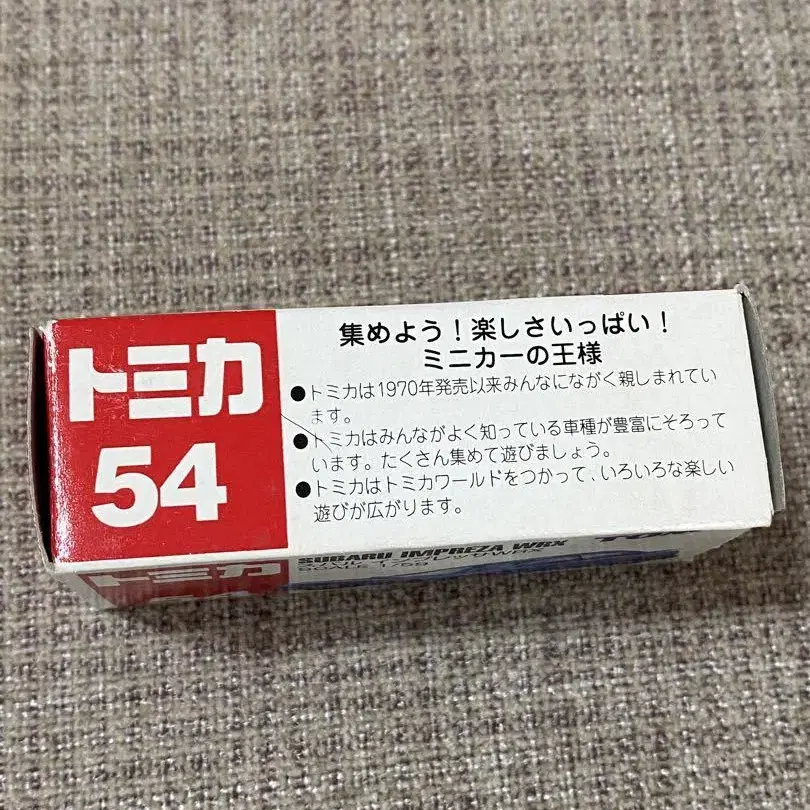 トミカ
54
集めよう！楽しさいっぱい！
ミニカーの王様
●トミカは1970年発売以来みんなにながく親しまれてい
ます。
●トミカはみんながよく知っている車種が豊富にそろって
います。たくさん集めて遊びましょう。
●トミカはトミカワールドをつかって、いろいろな楽しい
遊びが広がります。
トミカ
SUBARU IMPREZA WRX
SCALE 1/59